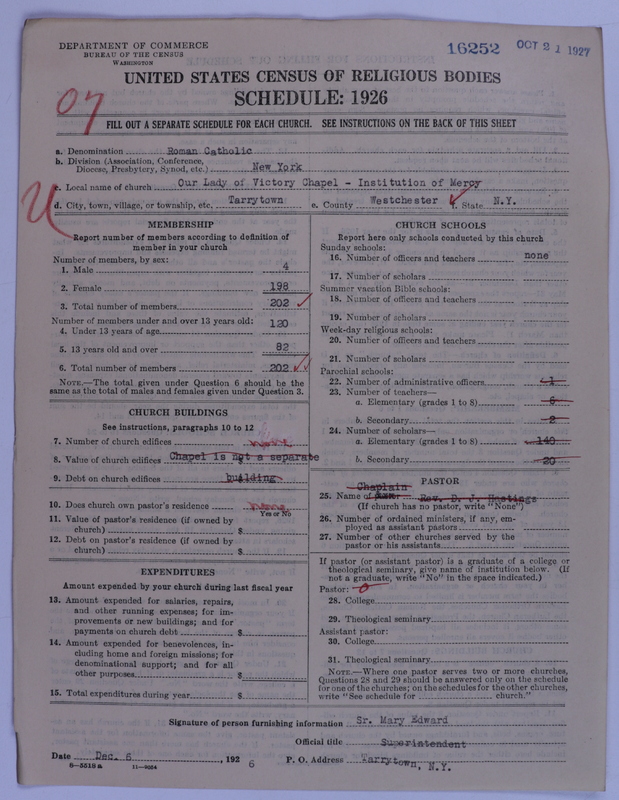 DEPARTMENT OF COMMERCE
BUREAU OF THE CENSUS
WASHINGTON
16252 OCT 21 1927
UNITED STATES CENSUS OF RELIGIOUS BODIES
SCHEDULE: 1926
07
FILL OUT A SEPARATE SCHEDULE FOR EACH CHURCH. SEE INSTRUCTIONS ON THE BACK OF THIS SHEET
a. Denomination Roman Catholic
b. Division (Association, Conference,
Diocese, Presbytery, Synod, etc.) New York
c. Local name of church Our Lady of Victory Chapel - Institution of Mercy
U
d. City, town, village, or township, etc. Tarrytown e. County Westchester f. State N.Y.
MEMBERSHIP
Report number of members according to definition of
member in your church
Number of members, by sex:
1. Male 4
2. Female 198
3. Total number of members 202
Number of members under and over 13 years old:
4. Under 13 years of age 120
5. 13 years old and over 82
6. Total number of members 202
NOTE.—The total given under Question 6 should be the
same as the total of males and females given under Question 3.
CHURCH BUILDINGS
See instructions, paragraphs 10 to 12
7. Number of church edifices none
8. Value of church edifices Chapel is not a separate
9. Debt on church edifices building
10. Does church own pastor's residence none
Yes or No
11. Value of pastor's residence (if owned by
church) $
12. Debt on pastor's residence (if owned by
church) $
EXPENDITURES
Amount expended by your church during last fiscal year
13. Amount expended for salaries, repairs,
and other running expenses; for im-
provements or new buildings; and for
payments on church debt $
14. Amount expended for benevolences, in-
cluding home and foreign missions; for
denominational support; and for all
other purposes $
15. Total expenditures during year $
CHURCH SCHOOLS
Report here only schools conducted by this church
Sunday schools:
16. Number of officers and teachers none
17. Number of scholars
Summer vacation Bible schools:
18. Number of officers and teachers
19. Number of scholars
Week-day religious schools:
20. Number of officers and teachers
21. Number of scholars
Parochial schools:
22. Number of administrative officers 1
23. Number of teachers—
a. Elementary (grades 1 to 8) 6
b. Secondary 2
24. Number of scholars—
a. Elementary (grades 1 to 8) 140
b. Secondary 20
PASTOR
Chaplain
25. Name of Rev. D. J. Hastings
(If church has no pastor, write "None")
26. Number of ordained ministers, if any, em-
ployed as assistant pastors
27. Number of other churches served by the
pastor or his assistants
If pastor (or assistant pastor) is a graduate of a college or
theological seminary, give name of institution below. (If
not a graduate, write "No" in the space indicated.)
Pastor: 0
28. College
29. Theological seminary
Assistant pastor:
30. College
31. Theological seminary
NOTE.—Where one pastor serves two or more churches,
Questions 28 and 29 should be answered only on the schedule
for one of the churches; on the schedules for the other churches,
write "See schedule for church."
Signature of person furnishing information Sr. Mary Edward
Official title Superintendent
Date Dec. 6, 1926 P. O. Address Tarrytown, N.Y.
8—5518 a 11—9054